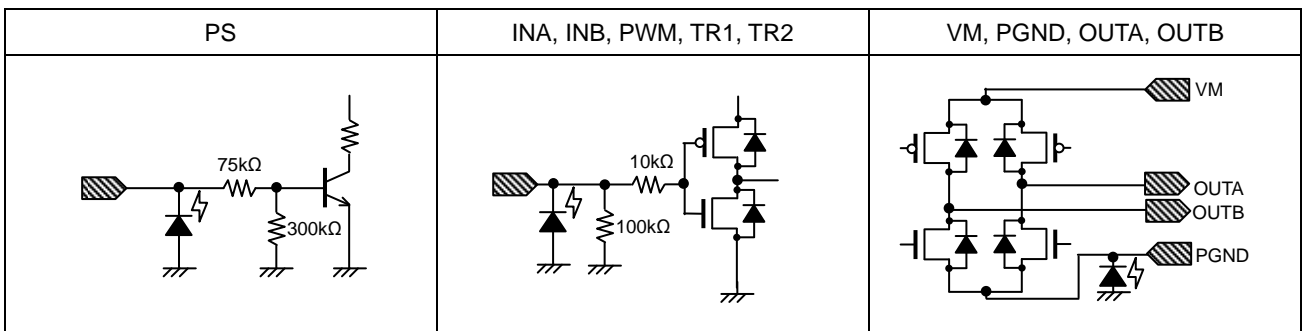 PS
INA, INB, PWM, TR1, TR2
VM, PGND, OUTA, OUTB
75kΩ
300kΩ
10kΩ
100kΩ
VM
OUTA
OUTB
PGND